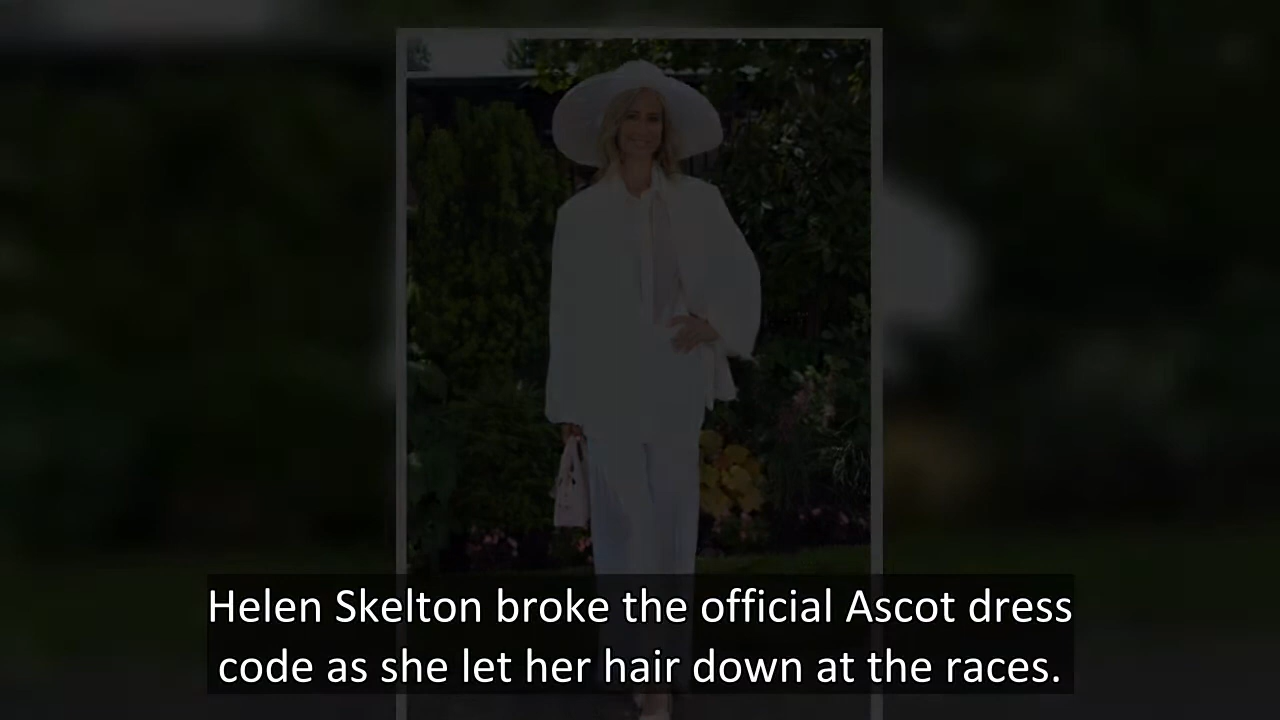 Helen Skelton broke the official Ascot dress
code as she let her hair down at the races.